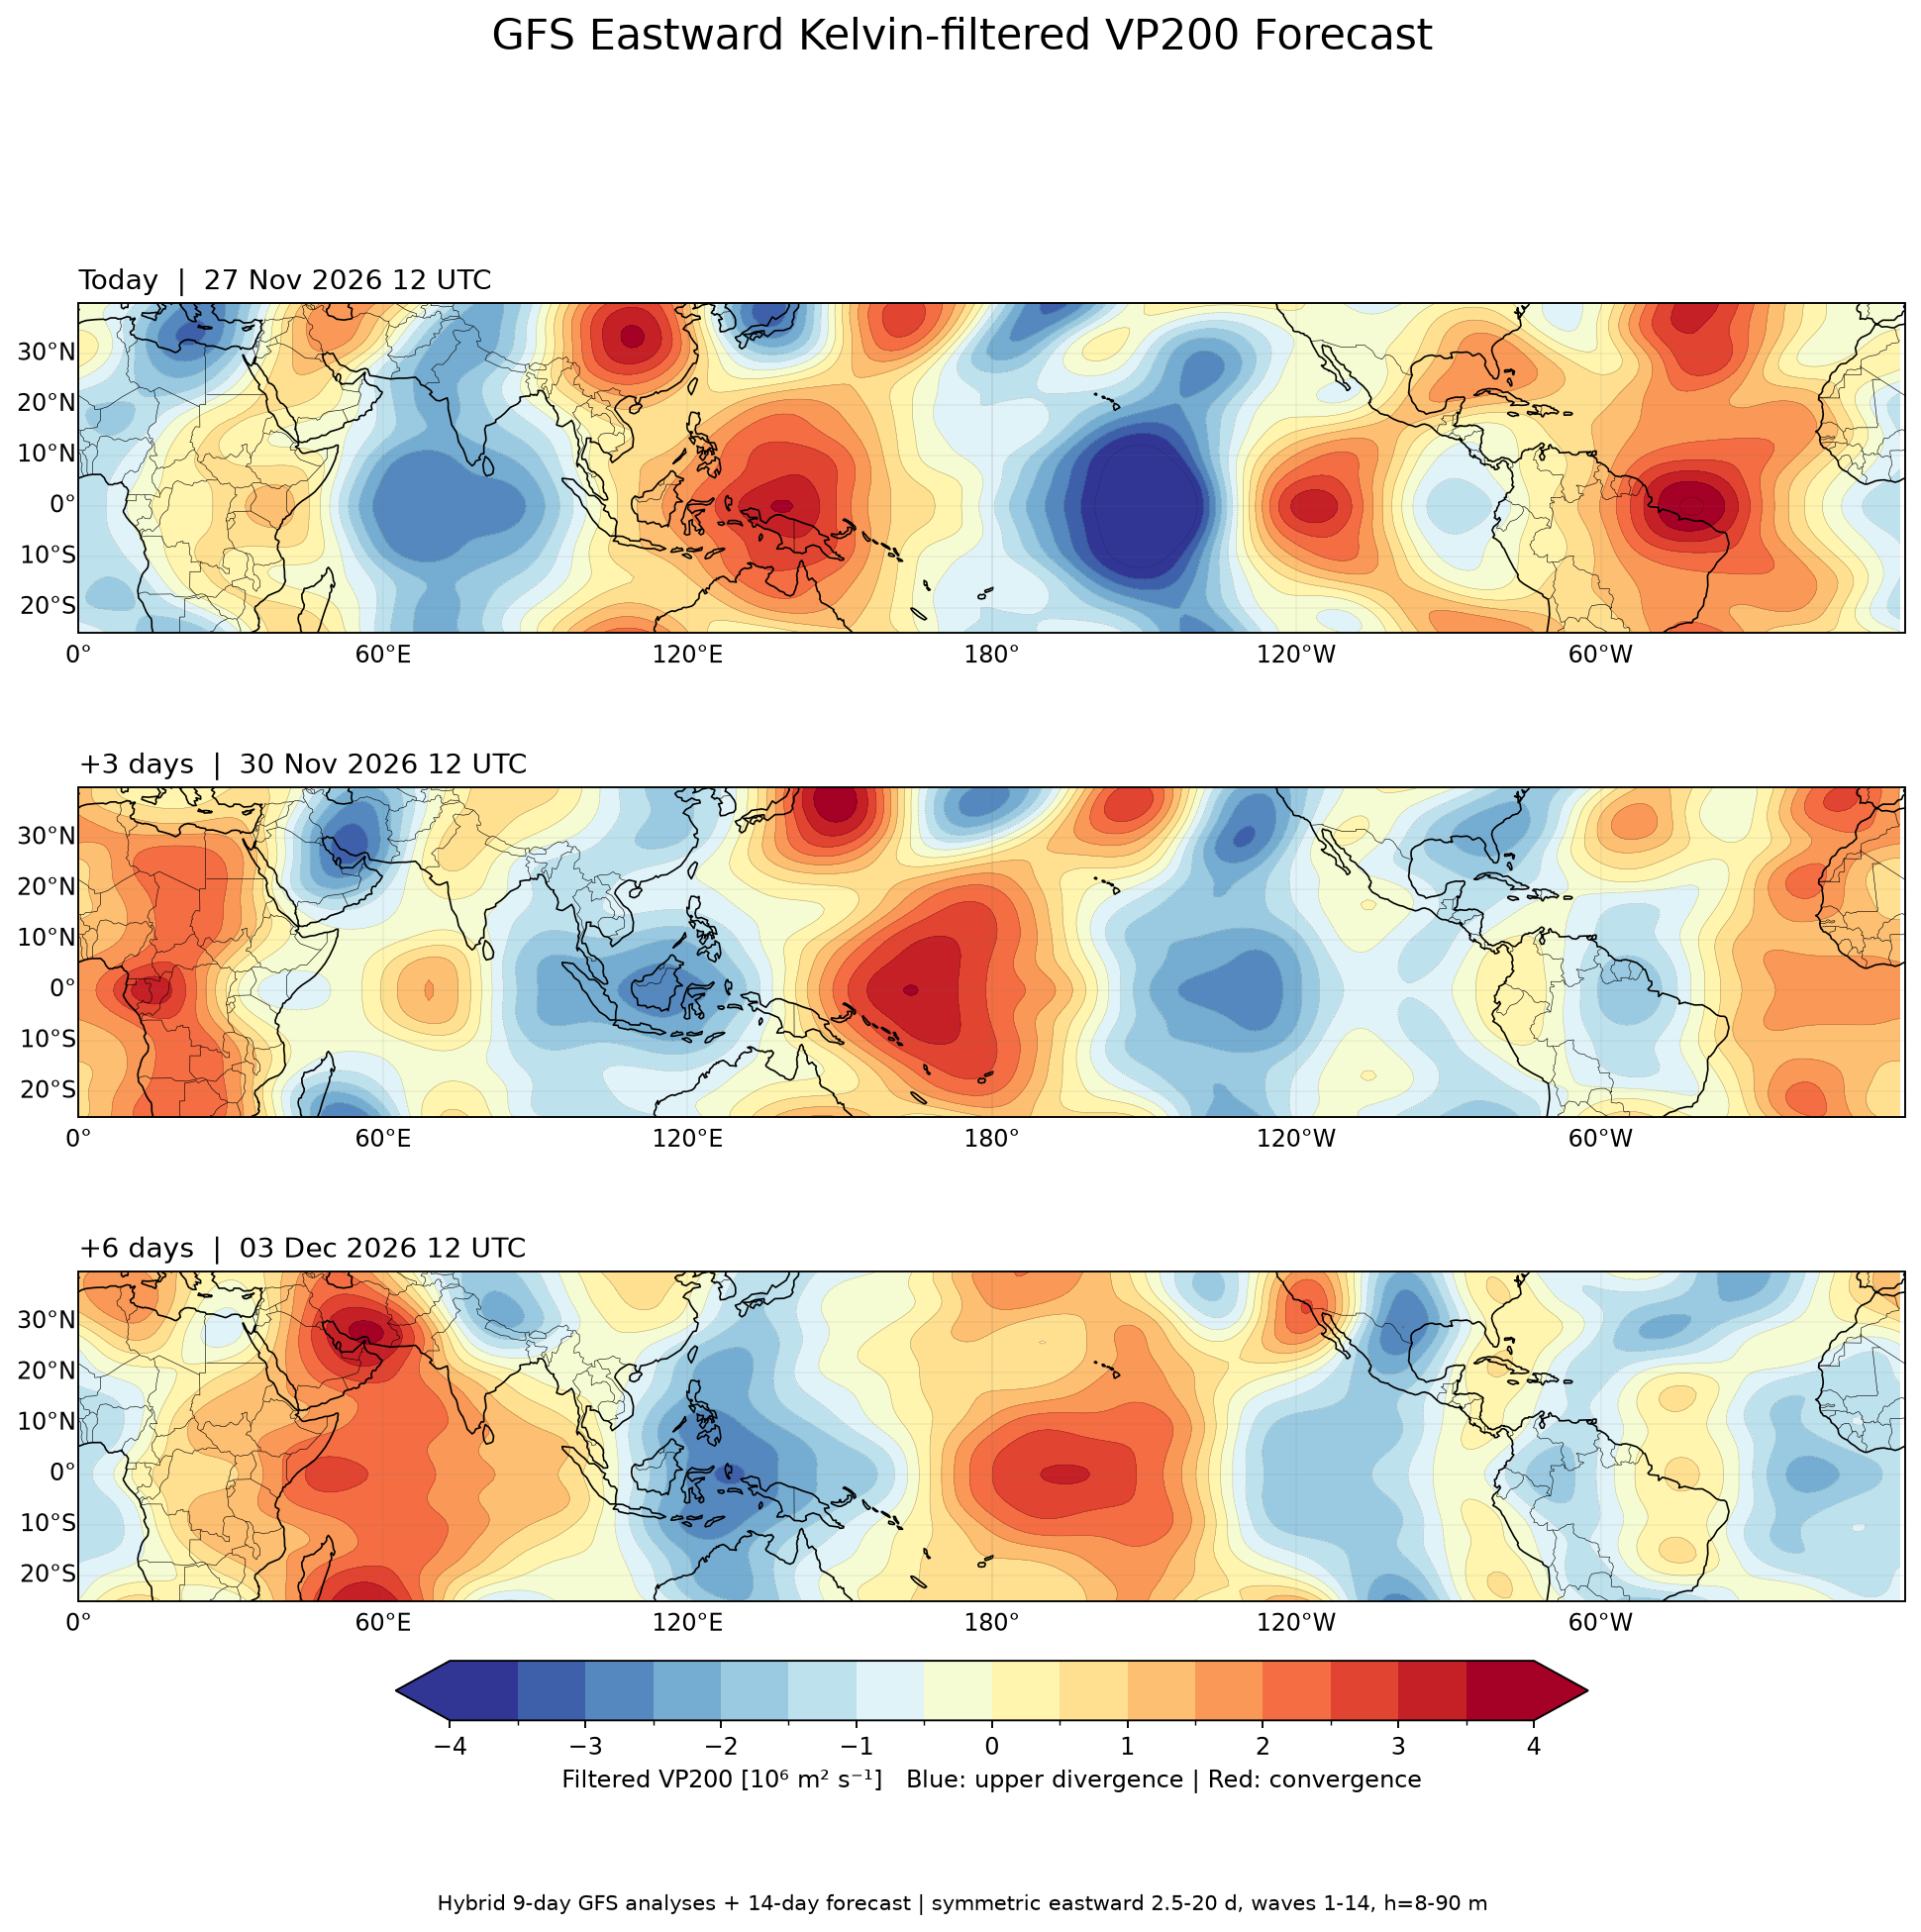 GFS Eastward Kelvin-filtered VP200 Forecast
Today | 27 Nov 2026 12 UTC
30°N
20°N
10°N
0°
10°S
20°S
0° 60°E 120°E 180° 120°W 60°W
+3 days | 30 Nov 2026 12 UTC
30°N
20°N
10°N
0°
10°S
20°S
0° 60°E 120°E 180° 120°W 60°W
+6 days | 03 Dec 2026 12 UTC
30°N
20°N
10°N
0°
10°S
20°S
0° 60°E 120°E 180° 120°W 60°W
−4 −3 −2 −1 0 1 2 3 4
Filtered VP200 [10⁶ m² s⁻¹] Blue: upper divergence | Red: convergence
Hybrid 9-day GFS analyses + 14-day forecast | symmetric eastward 2.5-20 d, waves 1-14, h=8-90 m